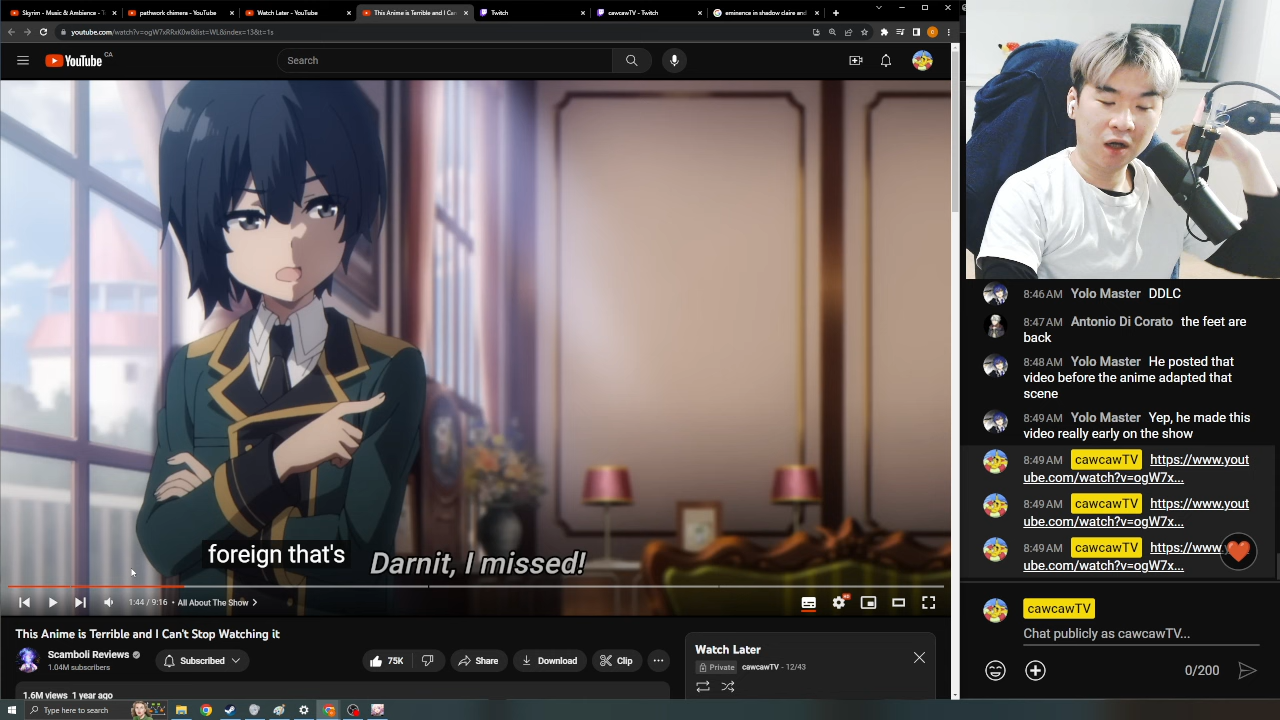 Skyrim - Music & Ambience - T
pathwork chimera - YouTube
Watch Later - YouTube
This Anime is Terrible and I Can
Twitch
cawcawTV - Twitch
eminence in shadow claire and
youtube.com/watch?v=ogW7xRRxK0w&list=WL&index=13&t=1s
YouTube CA
Search
foreign that's
Darnit, I missed!
1:44 / 9:16 • All About The Show
This Anime is Terrible and I Can't Stop Watching it
Scamboli Reviews
1.04M subscribers
Subscribed
75K
Share
Download
Clip
1.6M views 1 year ago
Watch Later
Private cawcawTV - 12/43
8:46 AM Yolo Master DDLC
8:47 AM Antonio Di Corato the feet are
back
8:48 AM Yolo Master He posted that
video before the anime adapted that
scene
8:49 AM Yolo Master Yep, he made this
video really early on the show
8:49 AM cawcawTV https://www.yout
ube.com/watch?v=ogW7x...
8:49 AM cawcawTV https://www.yout
ube.com/watch?v=ogW7x...
8:49 AM cawcawTV https://www.y
ube.com/watch?v=ogW7x...
cawcawTV
Chat publicly as cawcawTV...
0/200
Type here to search